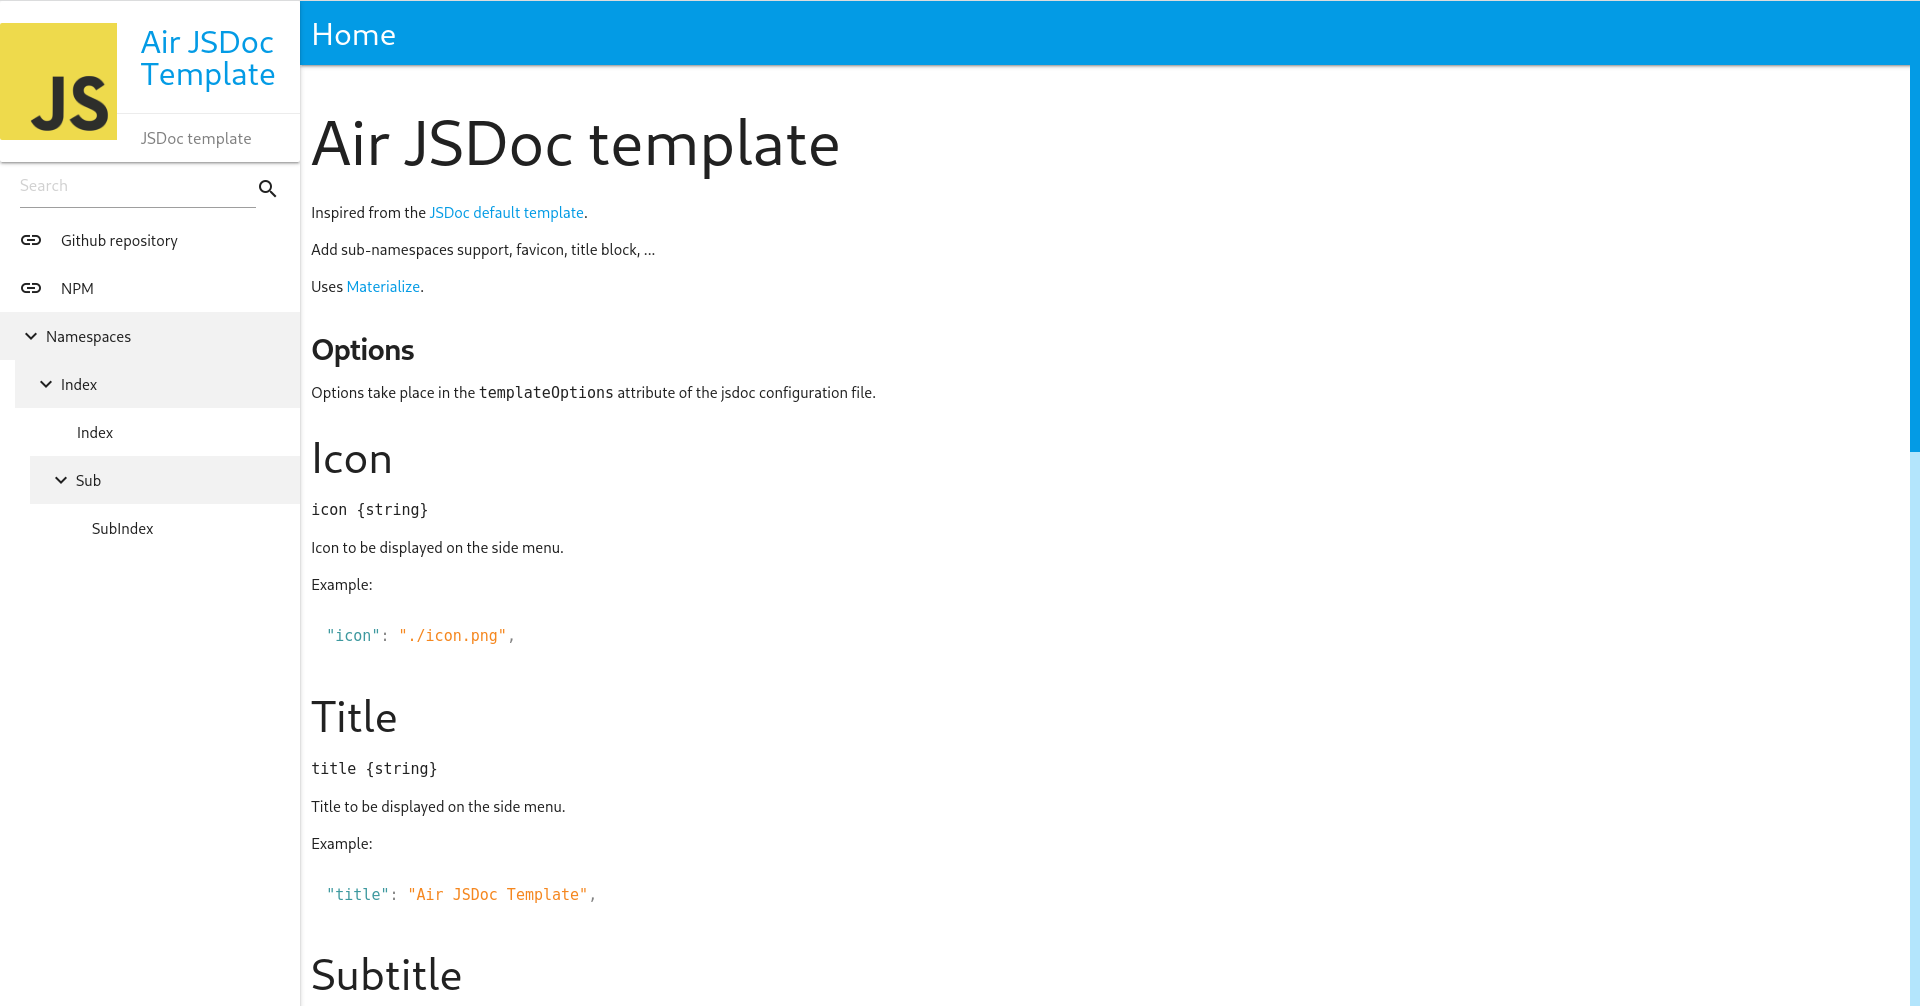 JS
Air JSDoc
Template
JSDoc template
Search
Github repository
NPM
Namespaces
Index
Index
Sub
SubIndex
Home
Air JSDoc template
Inspired from the JSDoc default template.
Add sub-namespaces support, favicon, title block, ...
Uses Materialize.
Options
Options take place in the templateOptions attribute of the jsdoc configuration file.
Icon
icon {string}
Icon to be displayed on the side menu.
Example:
"icon": "./icon.png",
Title
title {string}
Title to be displayed on the side menu.
Example:
"title": "Air JSDoc Template",
Subtitle